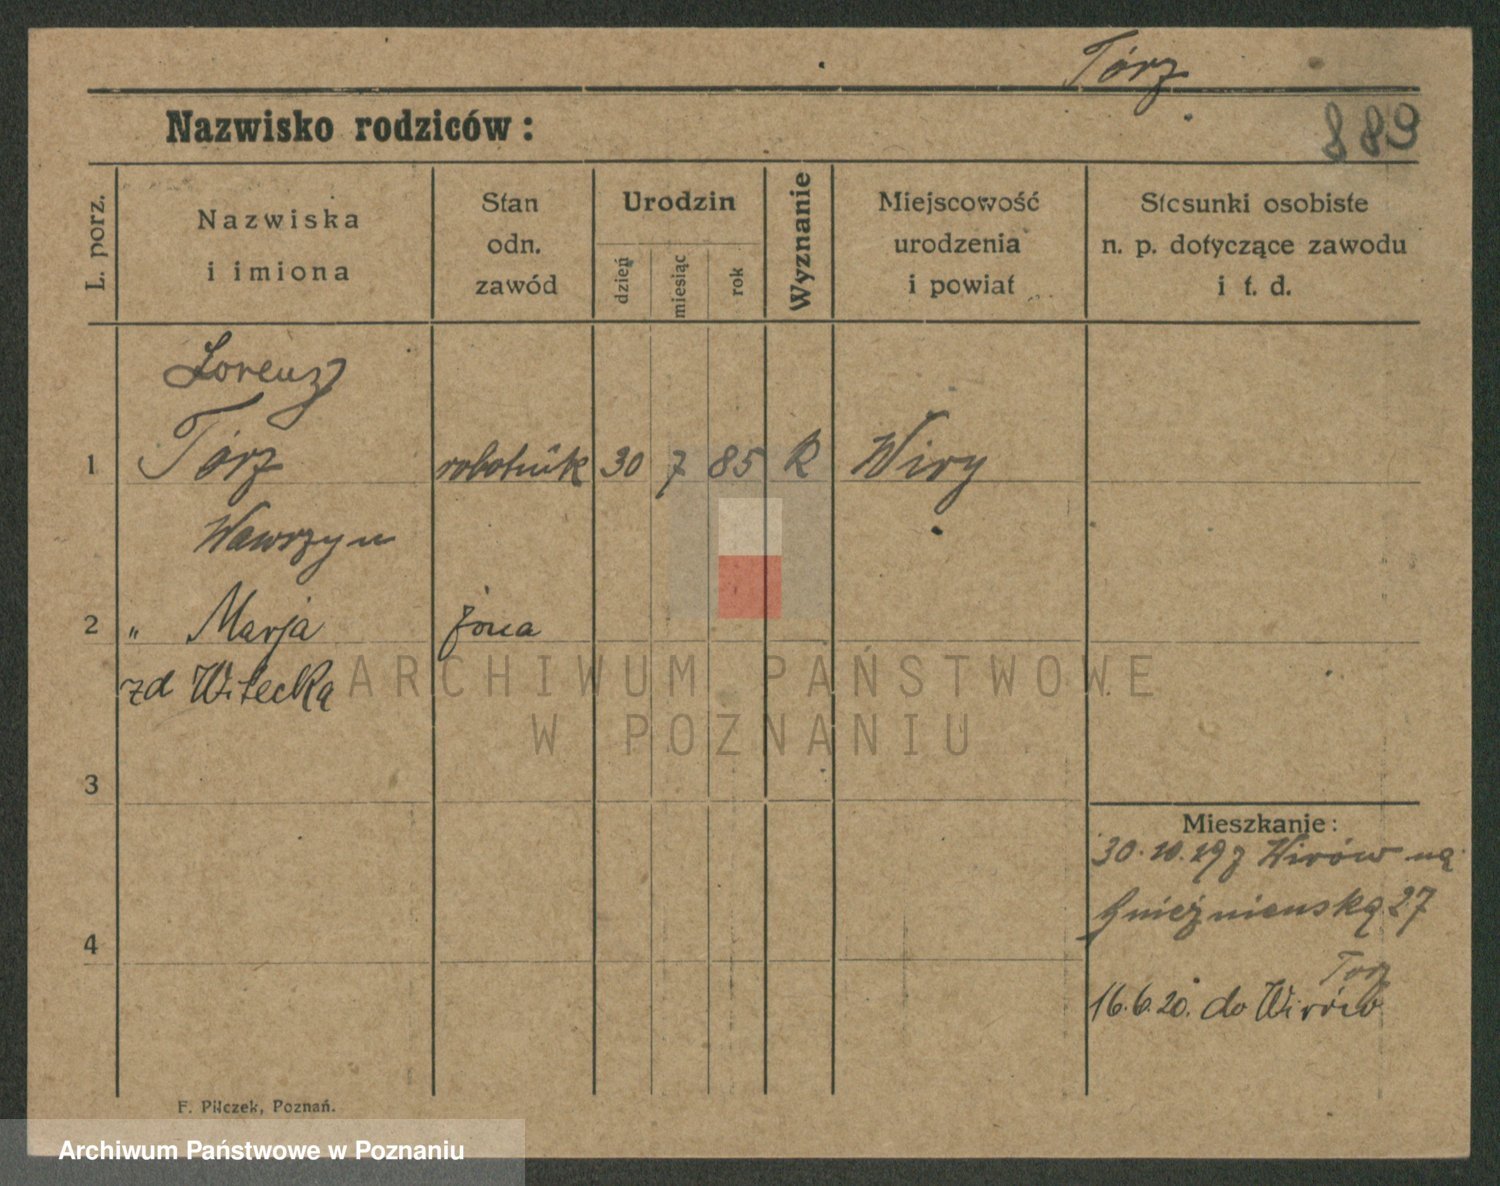 Tórz
Nazwisko rodziców:
889
L. porz.
Nazwiska
i imiona
Stan
odn.
zawód
Urodzin
dzień
miesiąc
rok
Wyznanie
Miejscowość
urodzenia
i powiat
Stosunki osobiste
n. p. dotyczące zawodu
i t. d.
Lorenz
1 Tórz robotnik 30 7 85 R Wiry
Wawrzyn
2 " Marja żona
zd Witecka
3
Mieszkanie:
30.10.19 z Wirów na
Gnieźnienską 27
4
Torz
16.6.20. do Wirów
F. Pilczek, Poznań.
ARCHIWUM PAŃSTWOWE
W POZNANIU
Archiwum Państwowe w Poznaniu